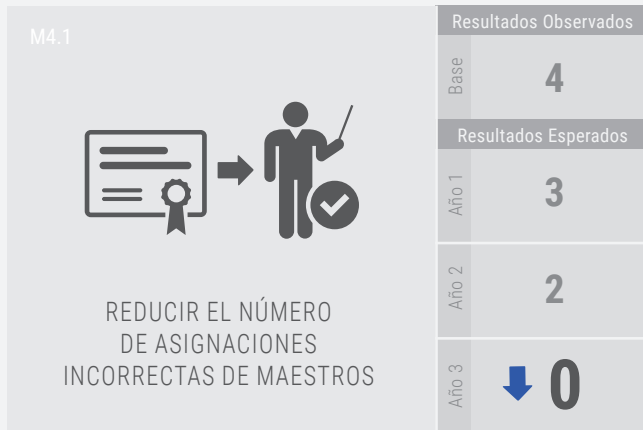 M4.1
REDUCIR EL NÚMERO
DE ASIGNACIONES
INCORRECTAS DE MAESTROS
Resultados Observados
Base
4
Resultados Esperados
Año 1
3
Año 2
2
Año 3
0